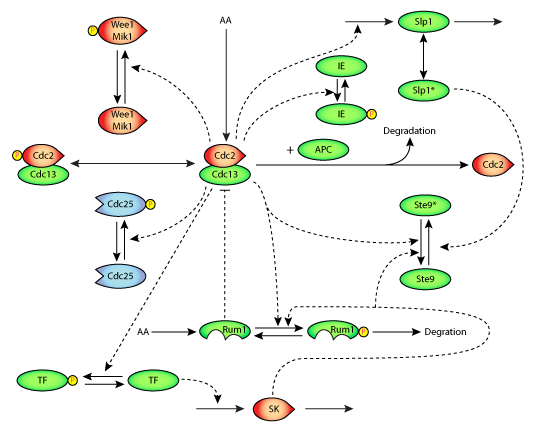 Wee1
Mik1
P
AA
Slp1
IE
Wee1
Mik1
Slp1*
IE
P
Degradation
+
APC
P
Cdc2
Cdc13
Cdc2
Cdc13
Cdc2
Cdc25
P
Ste9*
Cdc25
Ste9
AA
Rum1
Rum1
P
Degration
TF
P
TF
SK